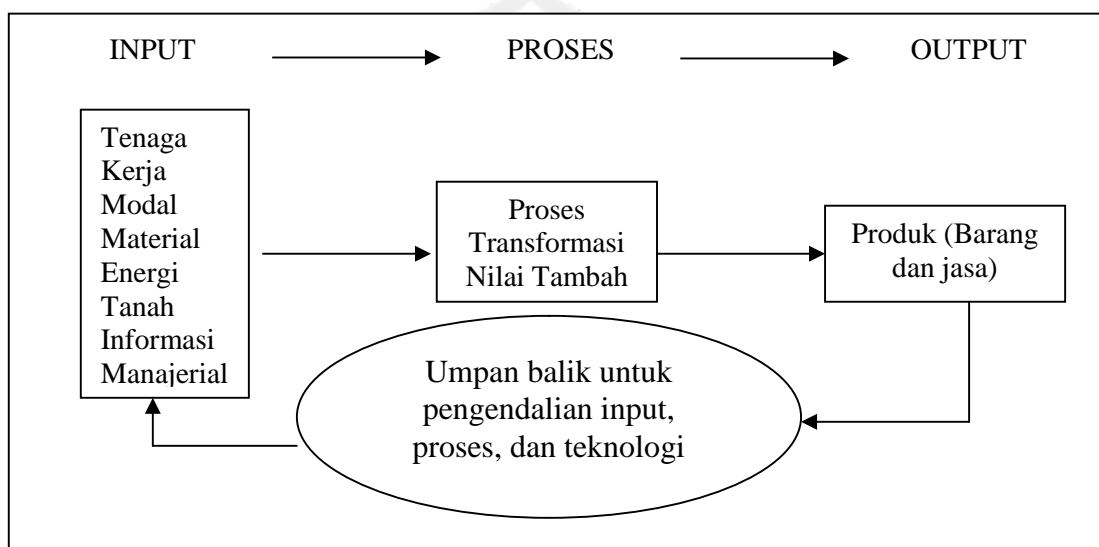 INPUT PROSES OUTPUT
Tenaga
Kerja
Modal
Material
Energi
Tanah
Informasi
Manajerial
Proses
Transformasi
Nilai Tambah
Produk (Barang
dan jasa)
Umpan balik untuk
pengendalian input,
proses, dan teknologi